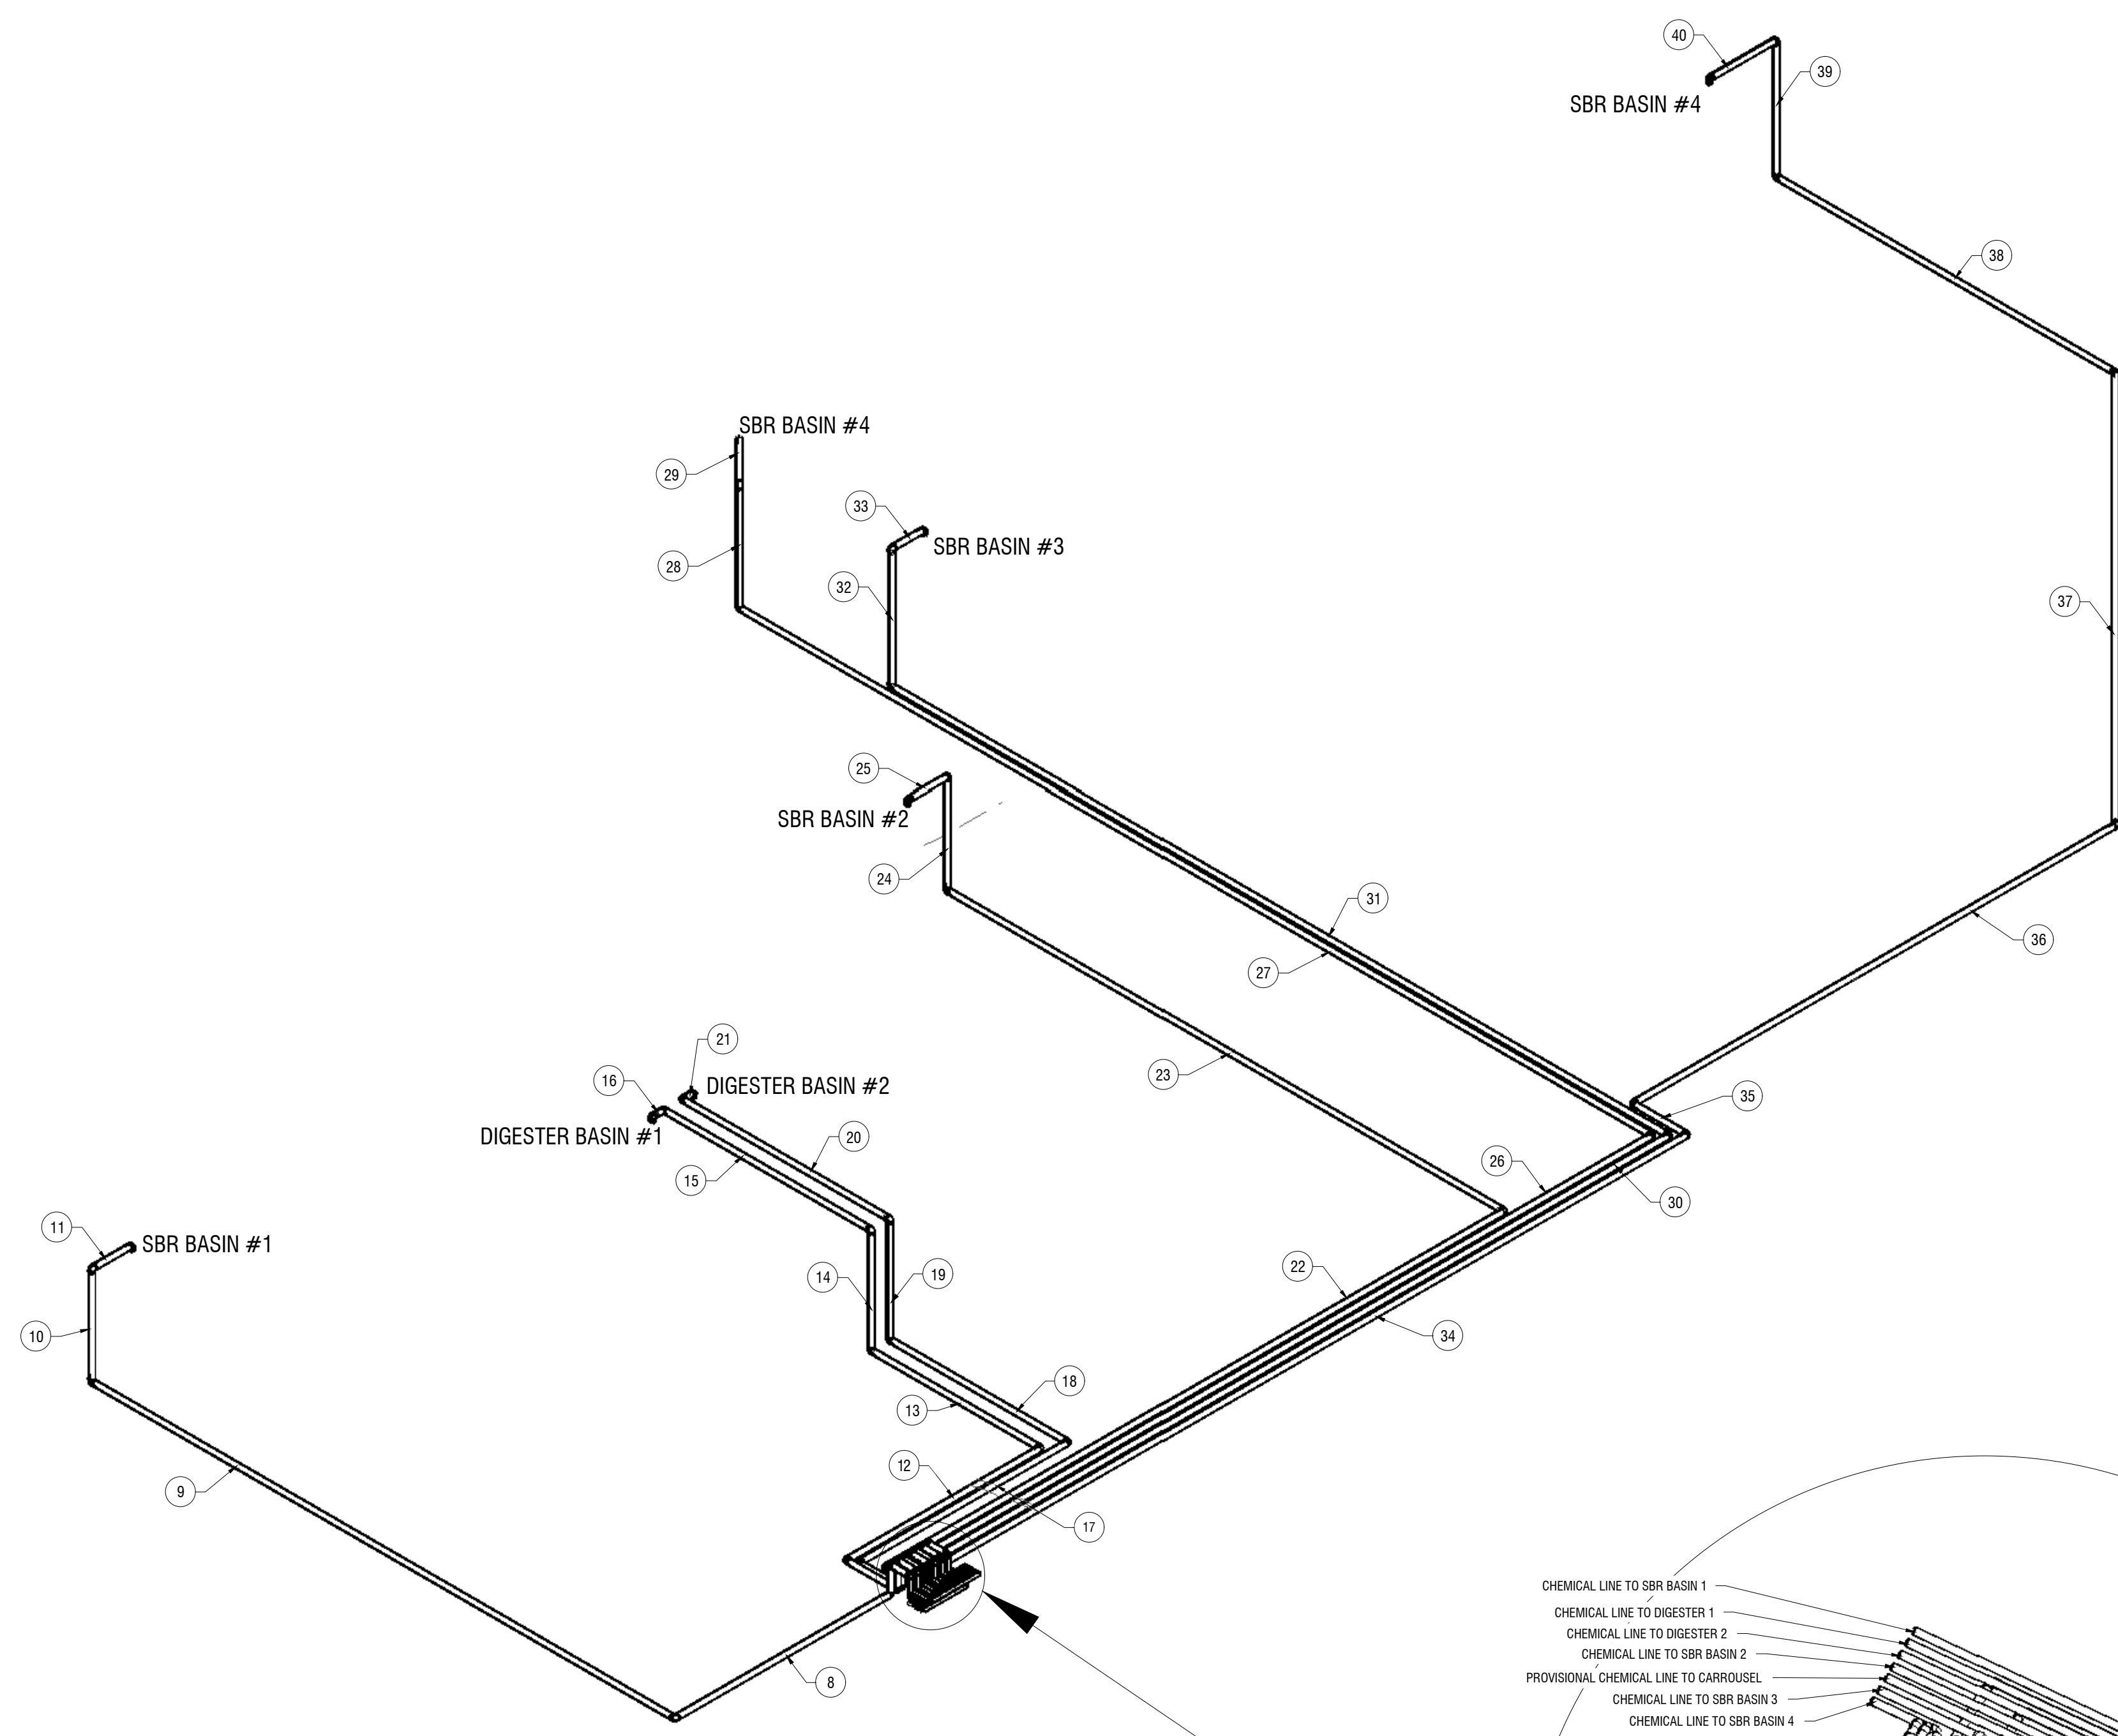 40
39
SBR BASIN #4
38
SBR BASIN #4
29
33
SBR BASIN #3
28
32
37
25
SBR BASIN #2
24
31
36
27
21
23
16
DIGESTER BASIN #2
35
DIGESTER BASIN #1
20
26
15
30
11
SBR BASIN #1
22
14
19
10
34
18
13
12
9
17
CHEMICAL LINE TO SBR BASIN 1
CHEMICAL LINE TO DIGESTER 1
CHEMICAL LINE TO DIGESTER 2
CHEMICAL LINE TO SBR BASIN 2
PROVISIONAL CHEMICAL LINE TO CARROUSEL
8
CHEMICAL LINE TO SBR BASIN 3
CHEMICAL LINE TO SBR BASIN 4